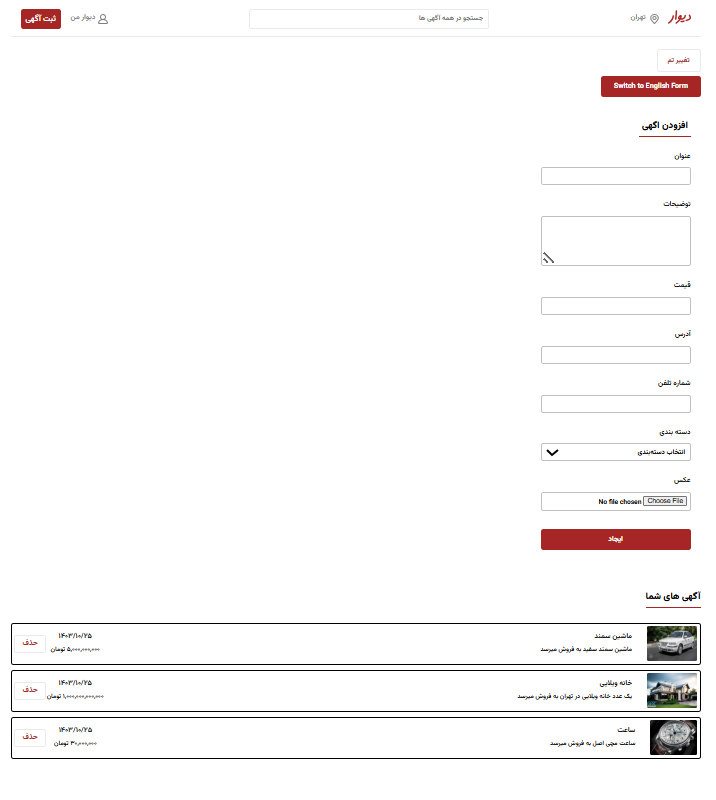 دیوار
تهران
جستجو در همه آگهی ها
دیوار من
ثبت آگهی
تغییر تم
Switch to English Form
افزودن آگهی
عنوان
توضیحات
قیمت
آدرس
شماره تلفن
دسته بندی
انتخاب دسته‌بندی
عکس
Choose File No file chosen
ایجاد
آگهی های شما
ماشین سمند
ماشین سمند سفید به فروش میرسد
۱۴۰۳/۱۰/۲۵
۵,۰۰۰,۰۰۰,۰۰۰ تومان
حذف
خانه ویلایی
یک عدد خانه ویلایی در تهران به فروش میرسد
۱۴۰۳/۱۰/۲۵
۱,۰۰۰,۰۰۰,۰۰۰,۰۰۰ تومان
حذف
ساعت
ساعت مچی اصل به فروش میرسد
۱۴۰۳/۱۰/۲۵
۳۰,۰۰۰,۰۰۰ تومان
حذف